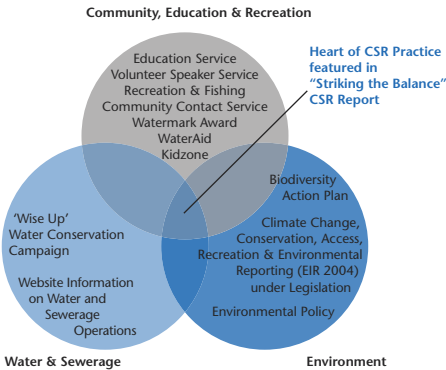 Community, Education & Recreation
Education Service
Volunteer Speaker Service
Recreation & Fishing
Community Contact Service
Watermark Award
WaterAid
Kidzone
Heart of CSR Practice
featured in
“Striking the Balance”
CSR Report
Biodiversity
Action Plan
Climate Change,
Conservation, Access,
Recreation & Environmental
Reporting (EIR 2004)
under Legislation
Environmental Policy
‘Wise Up’
Water Conservation
Campaign
Website Information
on Water and
Sewerage
Operations
Water & Sewerage
Environment